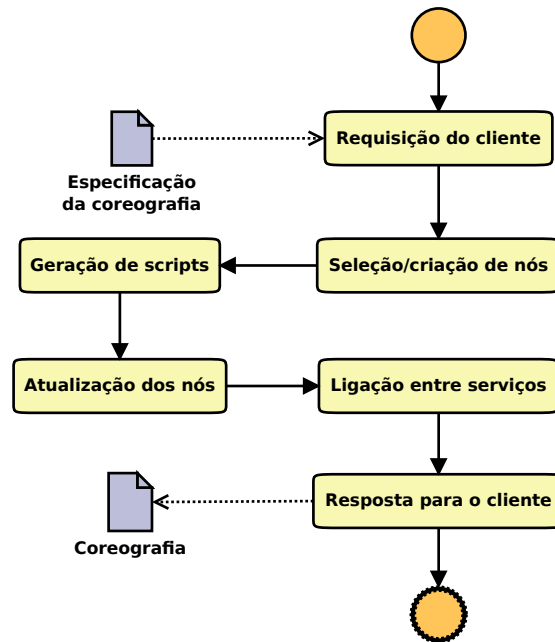 Requisição do cliente
Especificação
da coreografia
Geração de scripts
Seleção/criação de nós
Atualização dos nós
Ligação entre serviços
Resposta para o cliente
Coreografia